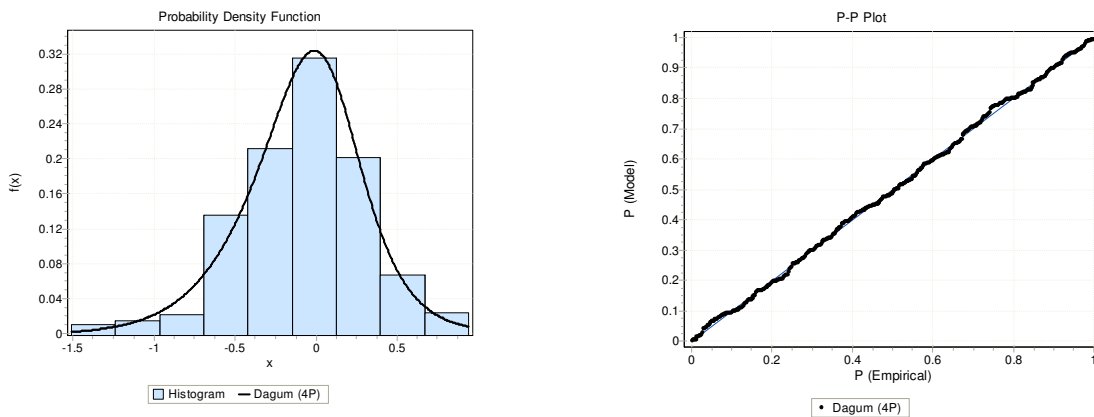 Probability Density Function
f(x)
0.32
0.28
0.24
0.2
0.16
0.12
0.08
0.04
0
-1.5 -1 -0.5 0 0.5
x
Histogram Dagum (4P)
P-P Plot
P (Model)
1
0.9
0.8
0.7
0.6
0.5
0.4
0.3
0.2
0.1
0
0 0.2 0.4 0.6 0.8 1
P (Empirical)
Dagum (4P)